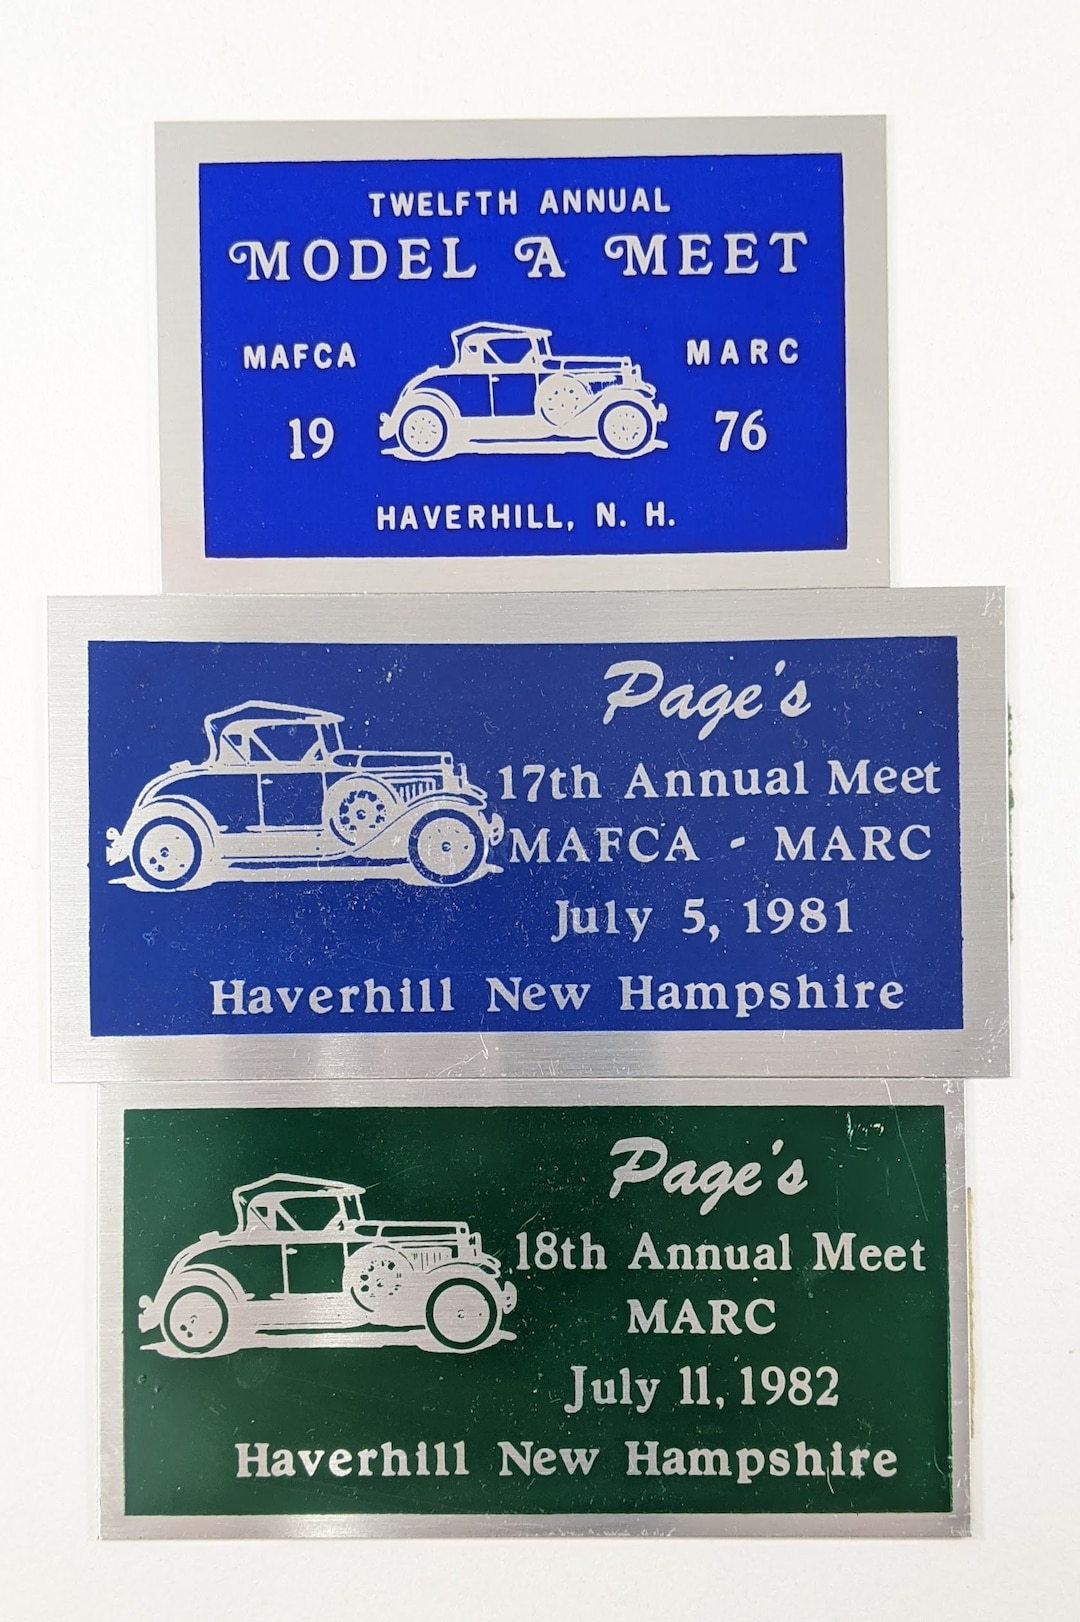 TWELFTH ANNUAL
MODEL A MEET
MAFCA MARC
19 76
HAVERHILL, N. H.
Page's
17th Annual Meet
MAFCA - MARC
July 5, 1981
Haverhill New Hampshire
Page's
18th Annual Meet
MARC
July 11, 1982
Haverhill New Hampshire